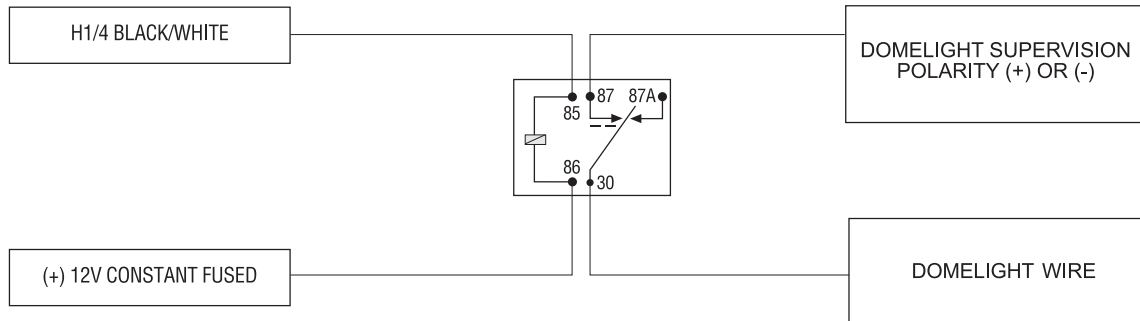 H1/4 BLACK/WHITE
DOMELIGHT SUPERVISION
POLARITY (+) OR (-)
87
87A
85
86
30
(+) 12V CONSTANT FUSED
DOMELIGHT WIRE